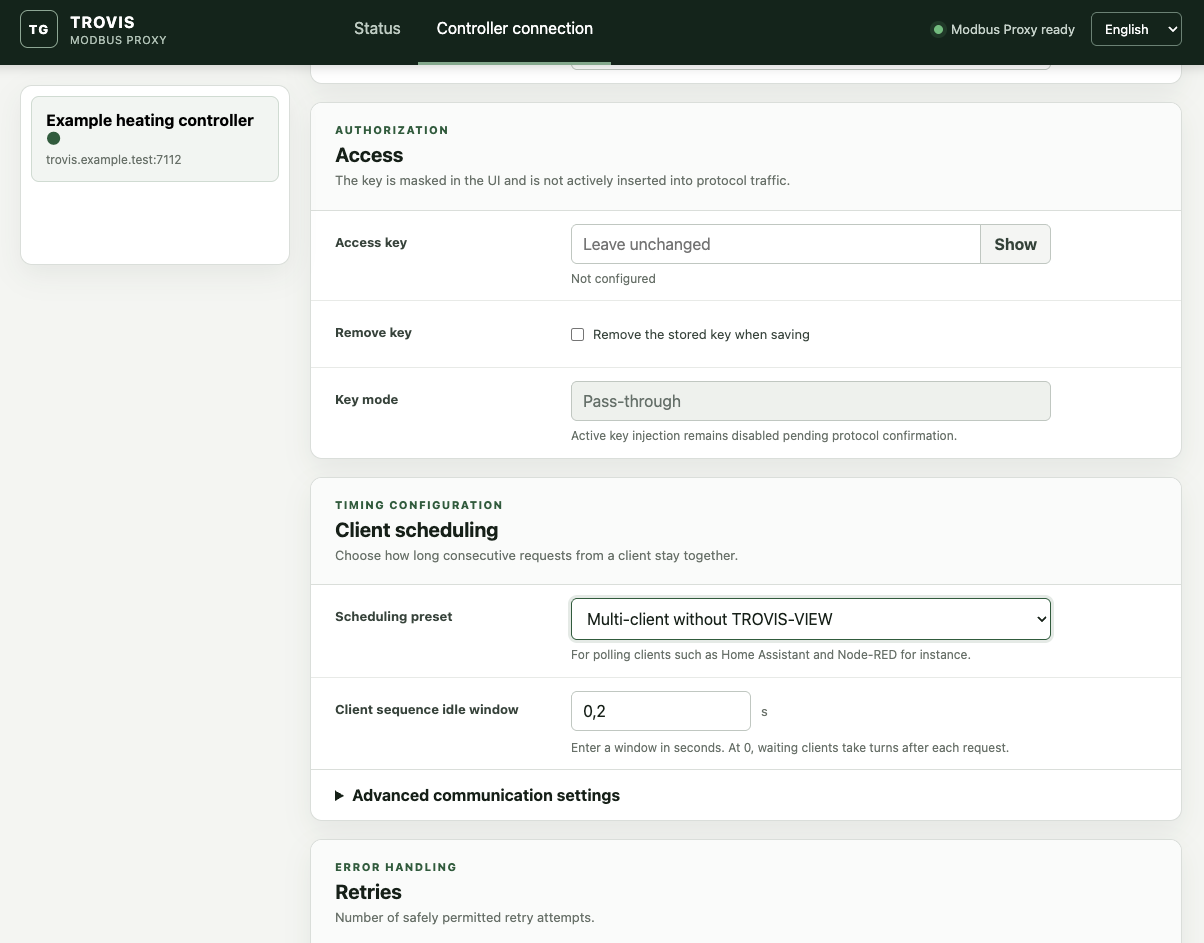 TG
TROVIS
MODBUS PROXY
Status
Controller connection
Modbus Proxy ready
English
Example heating controller
trovis.example.test:7112
AUTHORIZATION
Access
The key is masked in the UI and is not actively inserted into protocol traffic.
Access key
Leave unchanged
Show
Not configured
Remove key
Remove the stored key when saving
Key mode
Pass-through
Active key injection remains disabled pending protocol confirmation.
TIMING CONFIGURATION
Client scheduling
Choose how long consecutive requests from a client stay together.
Scheduling preset
Multi-client without TROVIS-VIEW
For polling clients such as Home Assistant and Node-RED for instance.
Client sequence idle window
0,2
s
Enter a window in seconds. At 0, waiting clients take turns after each request.
Advanced communication settings
ERROR HANDLING
Retries
Number of safely permitted retry attempts.